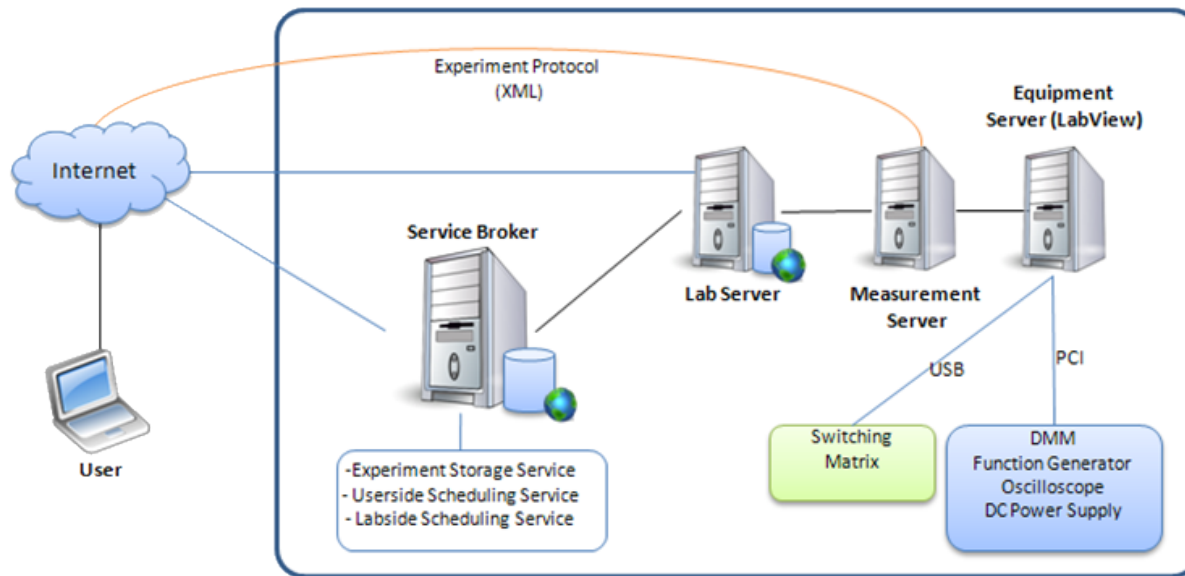 Experiment Protocol
(XML)
Equipment
Server (LabView)
Internet
Service Broker
Lab Server
Measurement
Server
USB
PCI
User
-Experiment Storage Service
- Userside Scheduling Service
- Labside Scheduling Service
Switching
Matrix
DMM
Function Generator
Oscilloscope
DC Power Supply